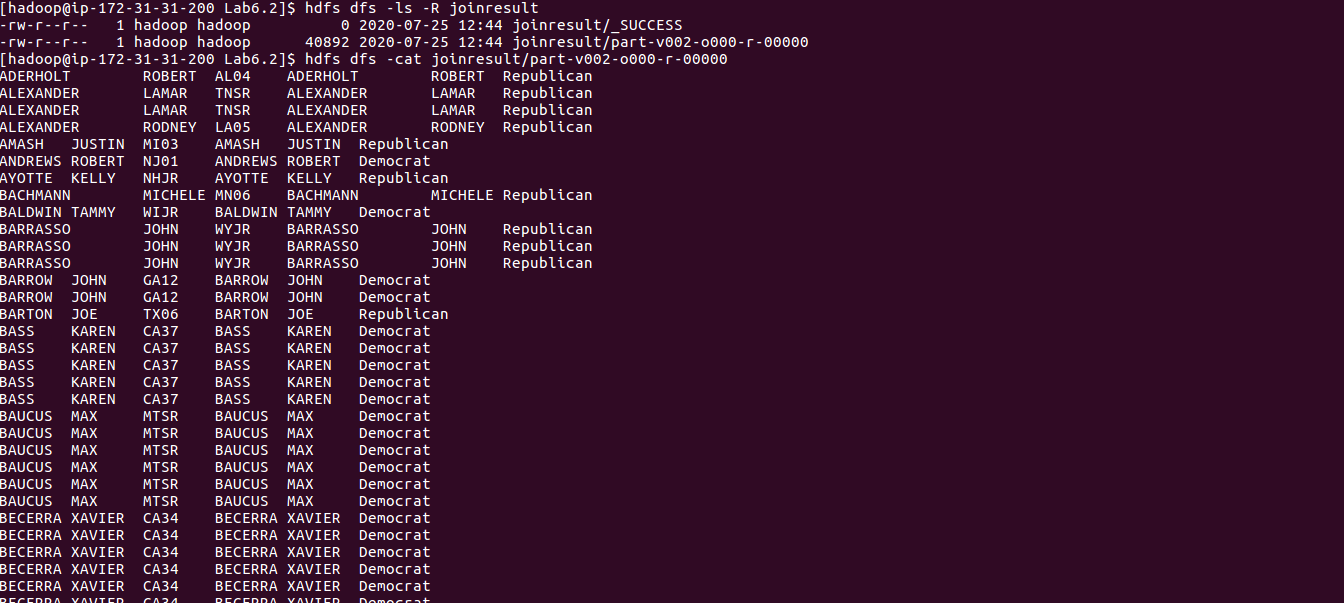 [hadoop@ip-172-31-31-200 Lab6.2]$ hdfs dfs -ls -R joinresult
-rw-r--r--   1 hadoop hadoop          0 2020-07-25 12:44 joinresult/_SUCCESS
-rw-r--r--   1 hadoop hadoop      40892 2020-07-25 12:44 joinresult/part-v002-o000-r-00000
[hadoop@ip-172-31-31-200 Lab6.2]$ hdfs dfs -cat joinresult/part-v002-o000-r-00000
ADERHOLT        ROBERT  AL04    ADERHOLT        ROBERT  Republican
ALEXANDER       LAMAR   TNSR    ALEXANDER       LAMAR   Republican
ALEXANDER       LAMAR   TNSR    ALEXANDER       LAMAR   Republican
ALEXANDER       RODNEY  LA05    ALEXANDER       RODNEY  Republican
AMASH   JUSTIN  MI03    AMASH   JUSTIN  Republican
ANDREWS ROBERT  NJ01    ANDREWS ROBERT  Democrat
AYOTTE  KELLY   NHJR    AYOTTE  KELLY   Republican
BACHMANN        MICHELE MN06    BACHMANN        MICHELE Republican
BALDWIN TAMMY   WIJR    BALDWIN TAMMY   Democrat
BARRASSO        JOHN    WYJR    BARRASSO        JOHN    Republican
BARRASSO        JOHN    WYJR    BARRASSO        JOHN    Republican
BARRASSO        JOHN    WYJR    BARRASSO        JOHN    Republican
BARROW  JOHN    GA12    BARROW  JOHN    Democrat
BARROW  JOHN    GA12    BARROW  JOHN    Democrat
BARTON  JOE     TX06    BARTON  JOE     Republican
BASS    KAREN   CA37    BASS    KAREN   Democrat
BASS    KAREN   CA37    BASS    KAREN   Democrat
BASS    KAREN   CA37    BASS    KAREN   Democrat
BASS    KAREN   CA37    BASS    KAREN   Democrat
BASS    KAREN   CA37    BASS    KAREN   Democrat
BAUCUS  MAX     MTSR    BAUCUS  MAX     Democrat
BAUCUS  MAX     MTSR    BAUCUS  MAX     Democrat
BAUCUS  MAX     MTSR    BAUCUS  MAX     Democrat
BAUCUS  MAX     MTSR    BAUCUS  MAX     Democrat
BAUCUS  MAX     MTSR    BAUCUS  MAX     Democrat
BAUCUS  MAX     MTSR    BAUCUS  MAX     Democrat
BECERRA XAVIER  CA34    BECERRA XAVIER  Democrat
BECERRA XAVIER  CA34    BECERRA XAVIER  Democrat
BECERRA XAVIER  CA34    BECERRA XAVIER  Democrat
BECERRA XAVIER  CA34    BECERRA XAVIER  Democrat
BECERRA XAVIER  CA34    BECERRA XAVIER  Democrat
BECERRA XAVIER  CA34    BECERRA XAVIER  Democrat